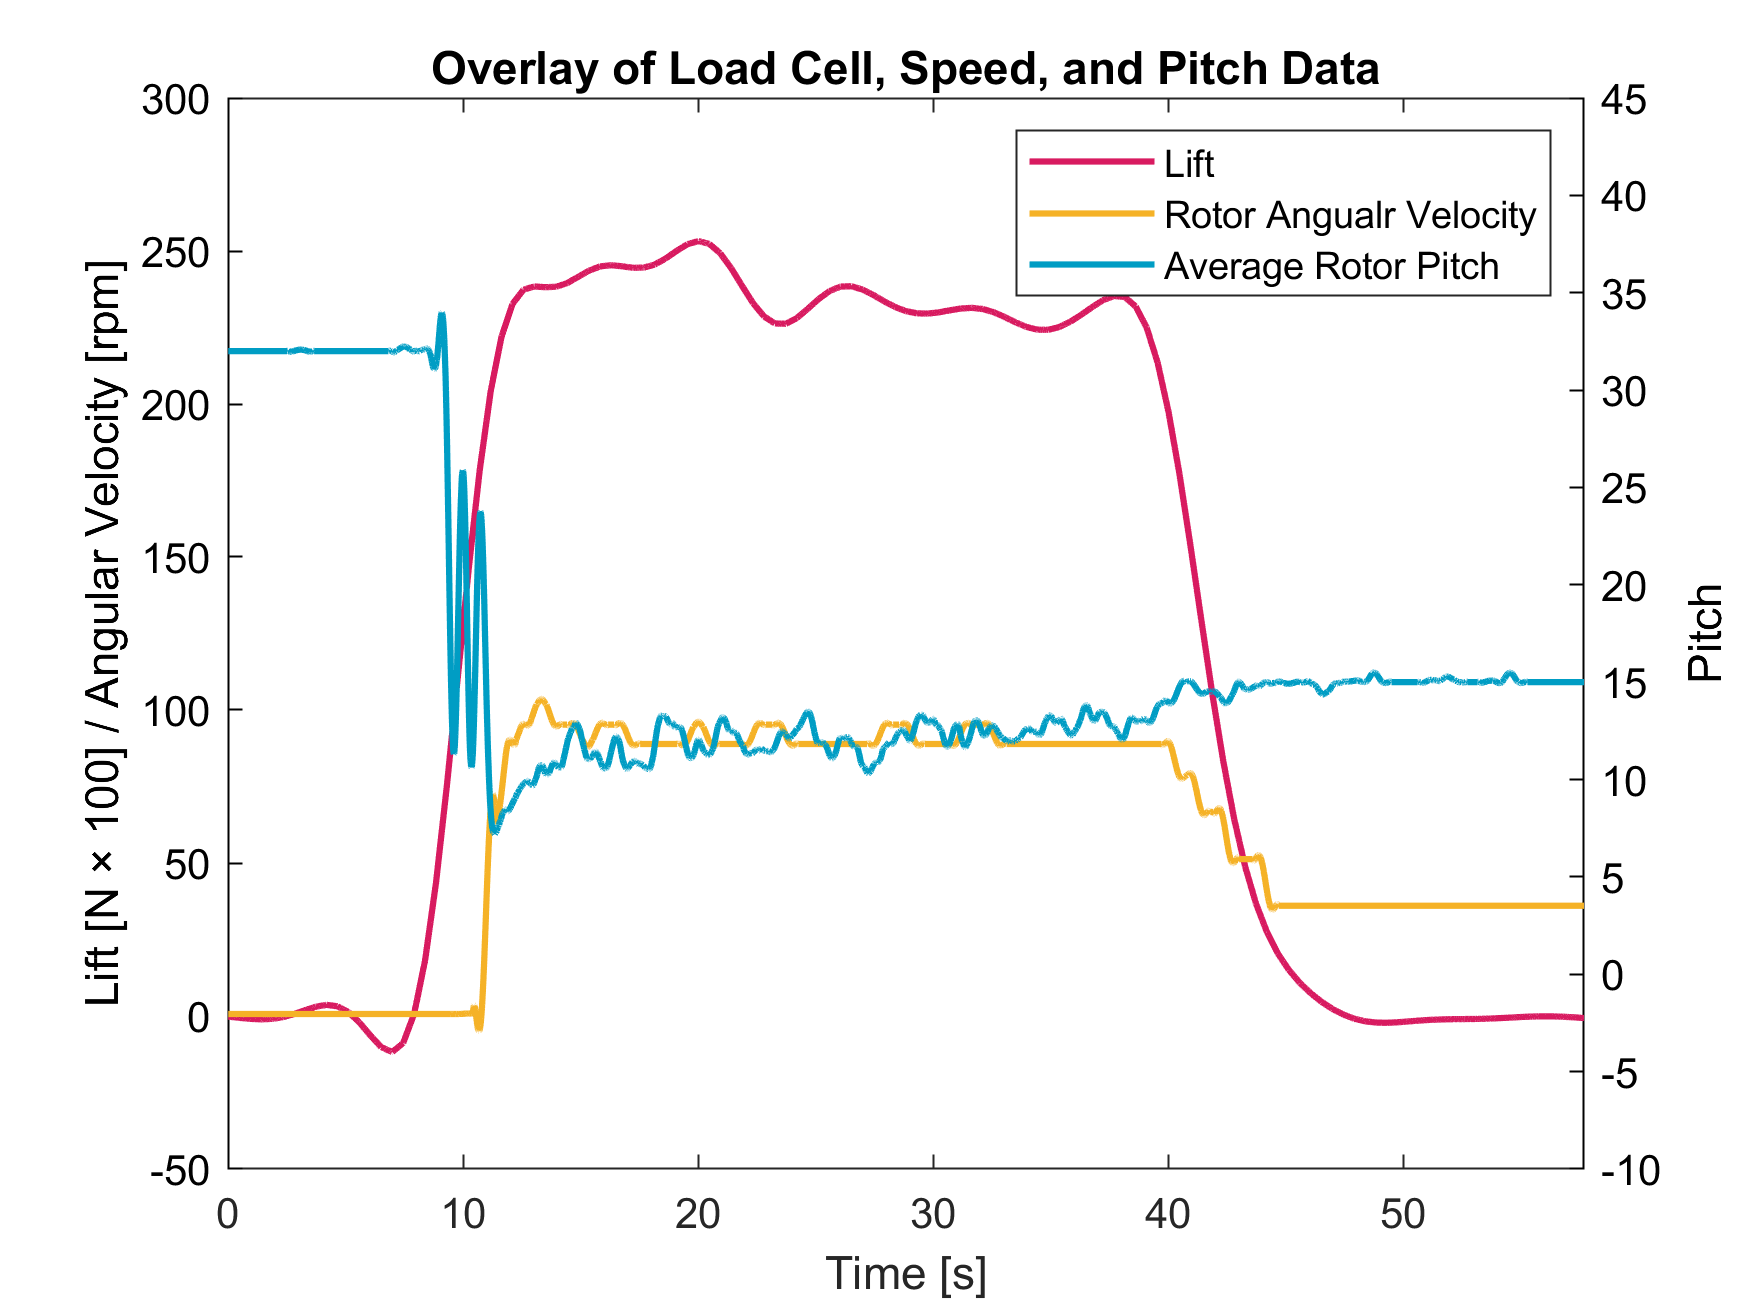 Overlay of Load Cell, Speed, and Pitch Data
Lift
Rotor Angualr Velocity
Average Rotor Pitch
Lift [N × 100] / Angular Velocity [rpm]
300
250
200
150
100
50
0
-50
45
40
35
30
25
20
15
10
5
0
-5
-10
Pitch
0 10 20 30 40 50
Time [s]